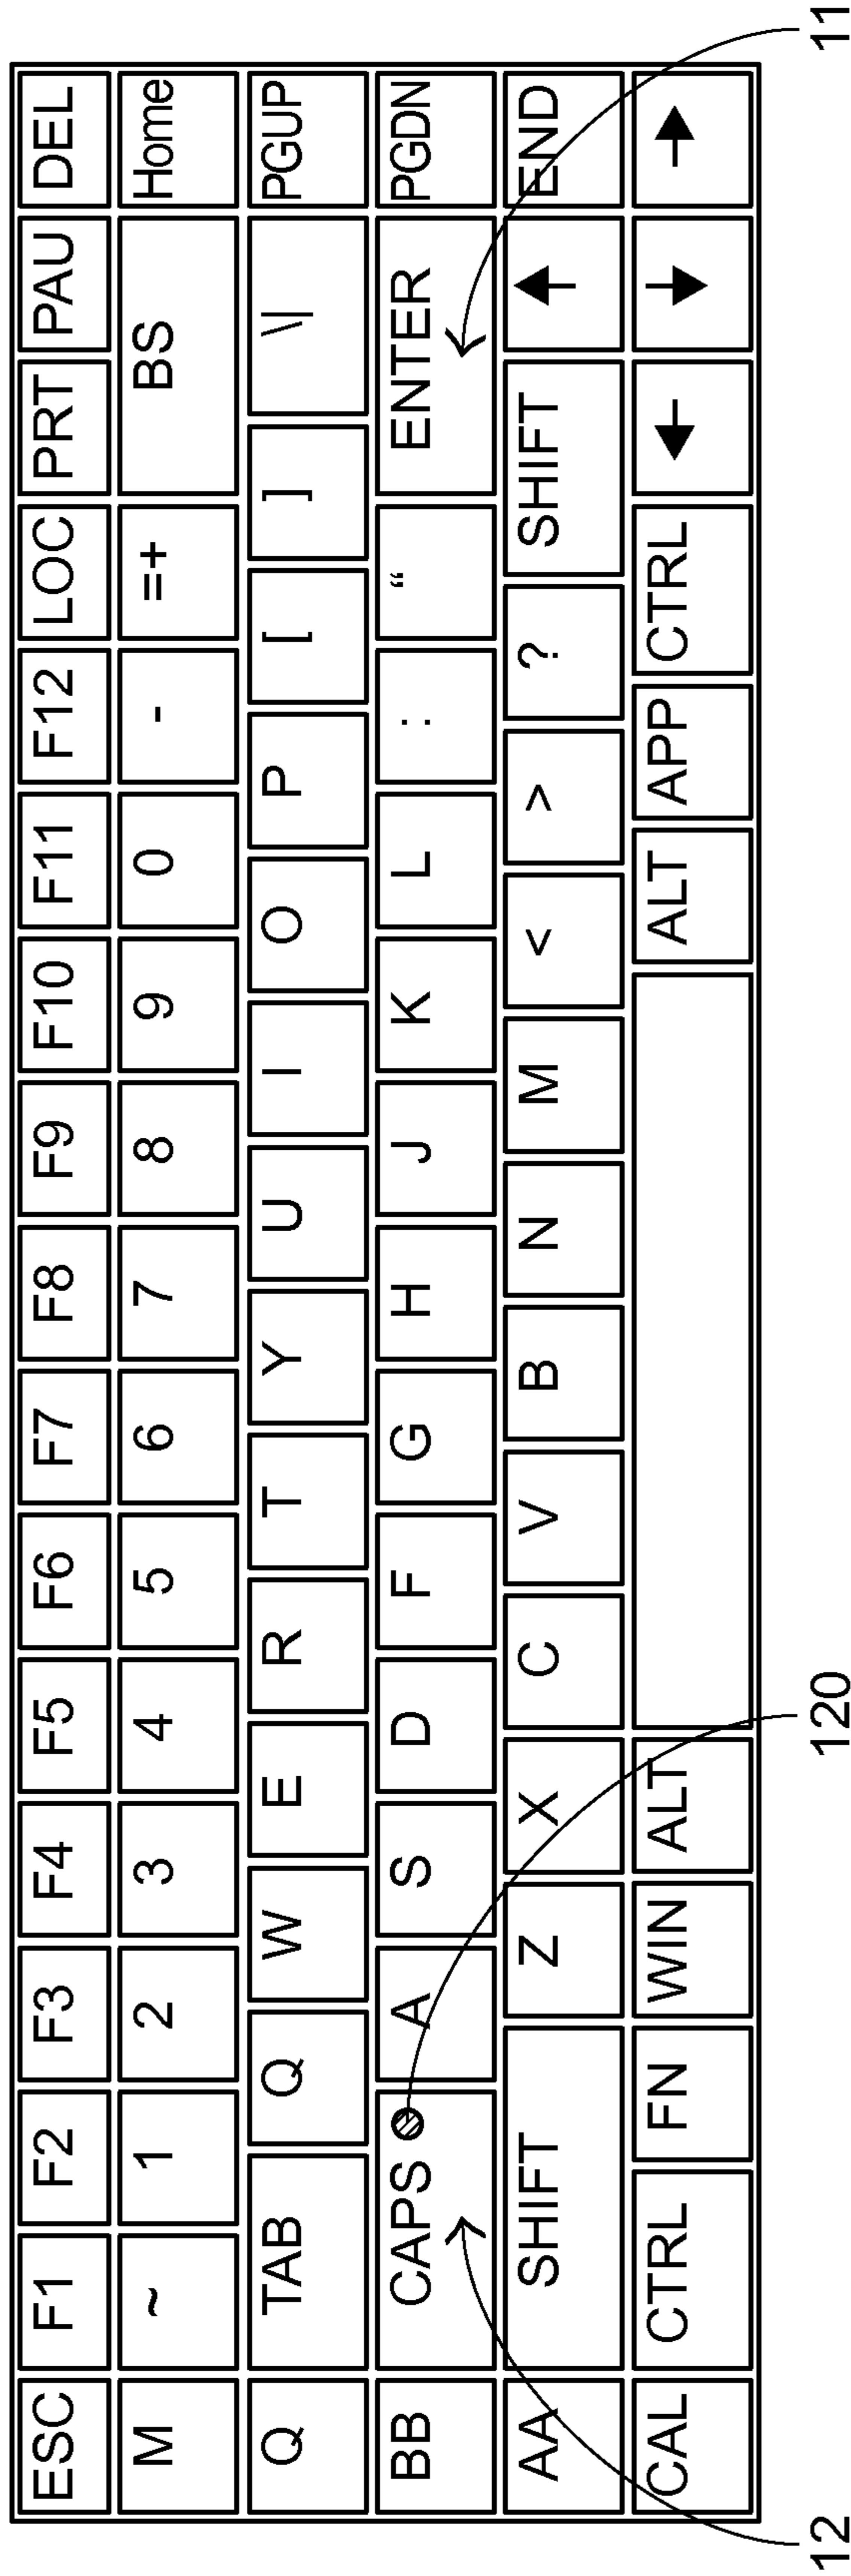 ESC F1 F2 F3 F4 F5 F6 F7 F8 F9 F10 F11 F12 LOC PRT PAU DEL
M ~ 1 2 3 4 5 6 7 8 9 0 - =+ BS Home
Q TAB Q W E R T Y U I O P [ ] \| PGUP
BB CAPS A S D F G H J K L : “ ENTER PGDN
AA SHIFT Z X C V B N M < > ? SHIFT ↑ END
CAL CTRL FN WIN ALT ALT APP CTRL ← ↓ →
12 120 11